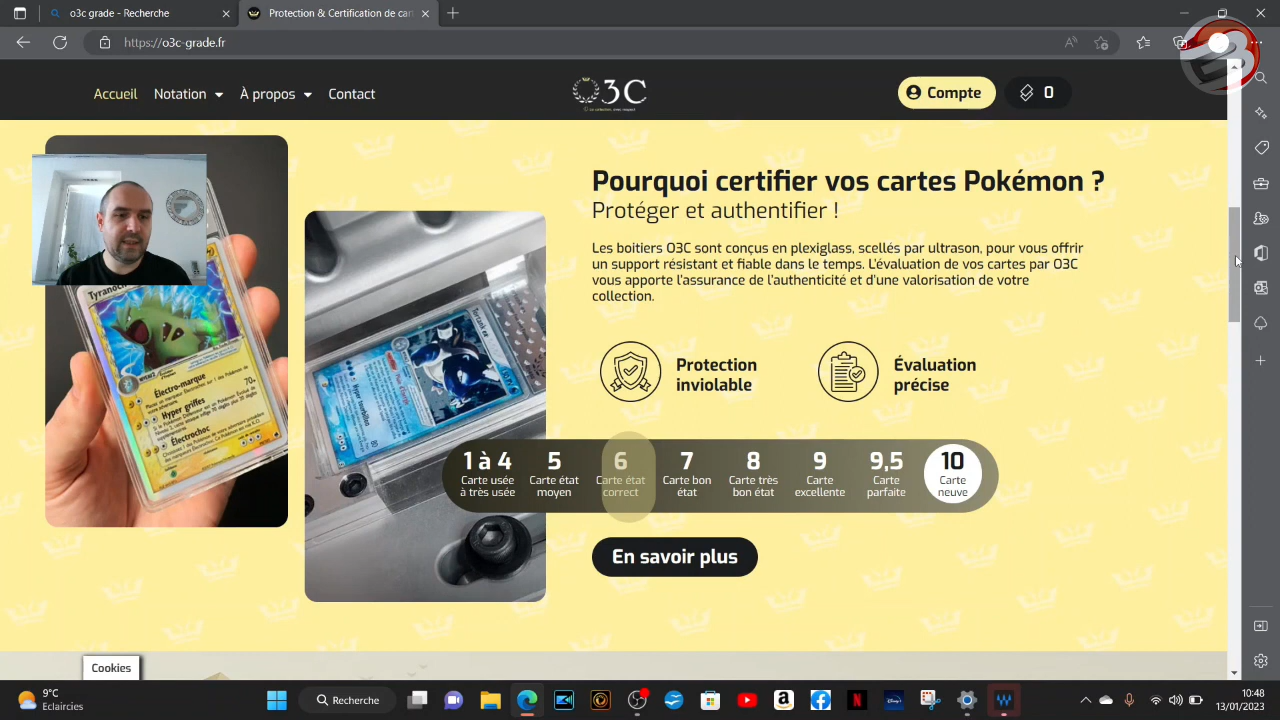 o3c grade - Recherche
Protection & Certification de car
https://o3c-grade.fr
Accueil
Notation
À propos
Contact
O3C
Compte
0
Pourquoi certifier vos cartes Pokémon ?
Protéger et authentifier !
Les boitiers O3C sont conçus en plexiglass, scellés par ultrason, pour vous offrir
un support résistant et fiable dans le temps. L'évaluation de vos cartes par O3C
vous apporte l'assurance de l'authenticité et d'une valorisation de votre
collection.
Protection
inviolable
Évaluation
précise
1 à 4
Carte usée
à très usée
5
Carte état
moyen
6
Carte état
correct
7
Carte bon
état
8
Carte très
bon état
9
Carte
excellente
9,5
Carte
parfaite
10
Carte
neuve
En savoir plus
Électro-marque
70+
Hyper griffes
Électrochoc
Tortank ex
80
Cookies
9°C
Eclaircies
Recherche
10:48
13/01/2023